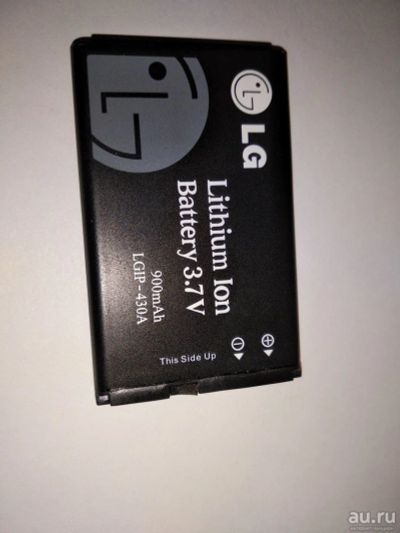 LG
Lithium Ion
Battery 3.7V
900mAh
LGIP-430A
This Side Up
au.ru